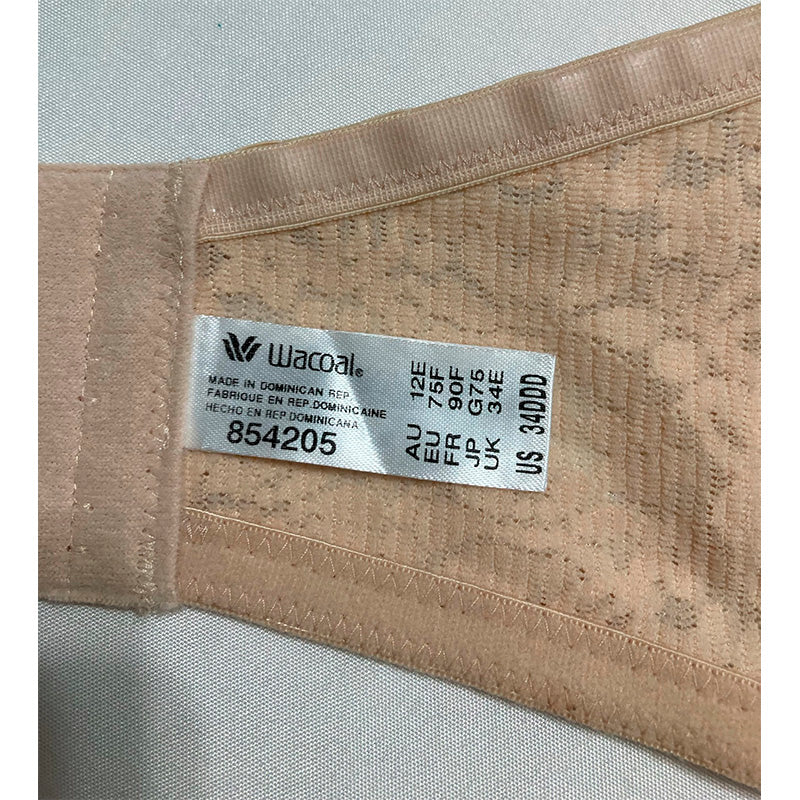 Wacoal®
MADE IN DOMINICAN REP.
FABRIQUE EN REP.DOMINICAINE
HECHO EN REP.DOMINICANA
854205
AU 12E
EU 75F
FR 90F
JP G75
UK 34E
US 34DDD